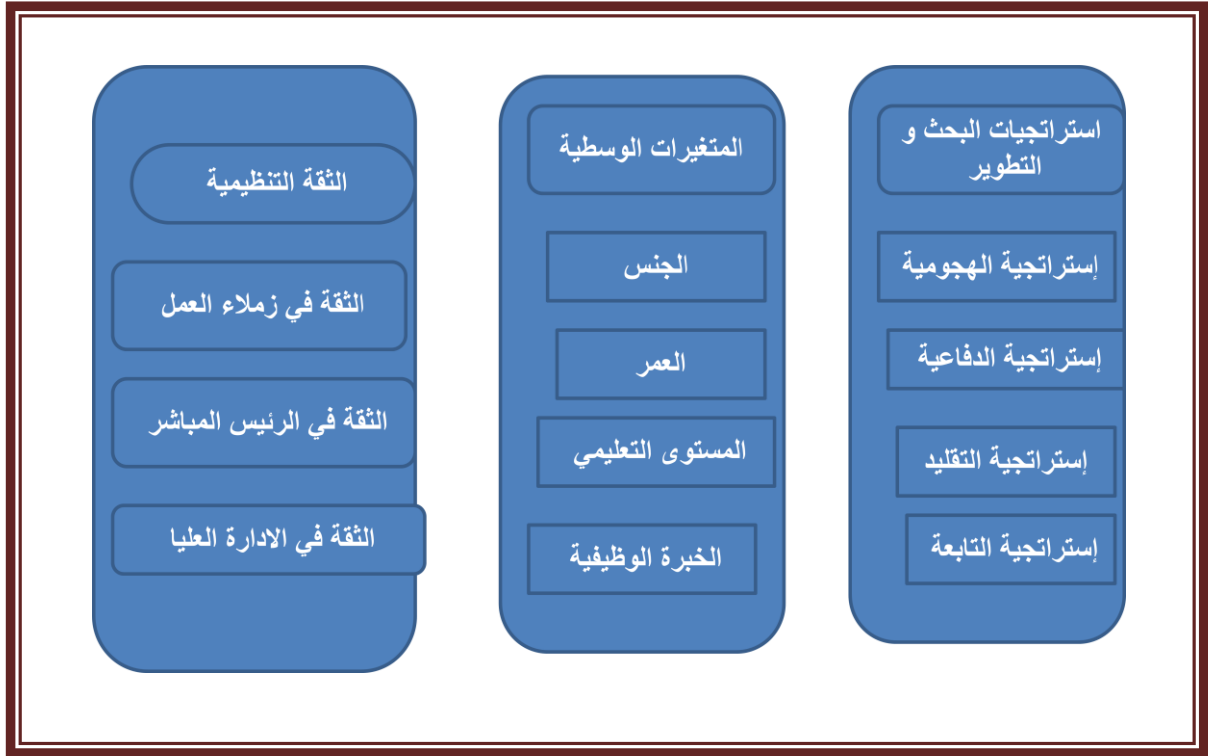 استراتجيات البحث و
التطوير
إستراتجية الهجومية
إستراتجية الدفاعية
إستراتجية التقليد
إستراتجية التابعة
المتغيرات الوسطية
الجنس
العمر
المستوى التعليمي
الخبرة الوظيفية
الثقة التنظيمية
الثقة في زملاء العمل
الثقة في الرئيس المباشر
الثقة في الادارة العليا